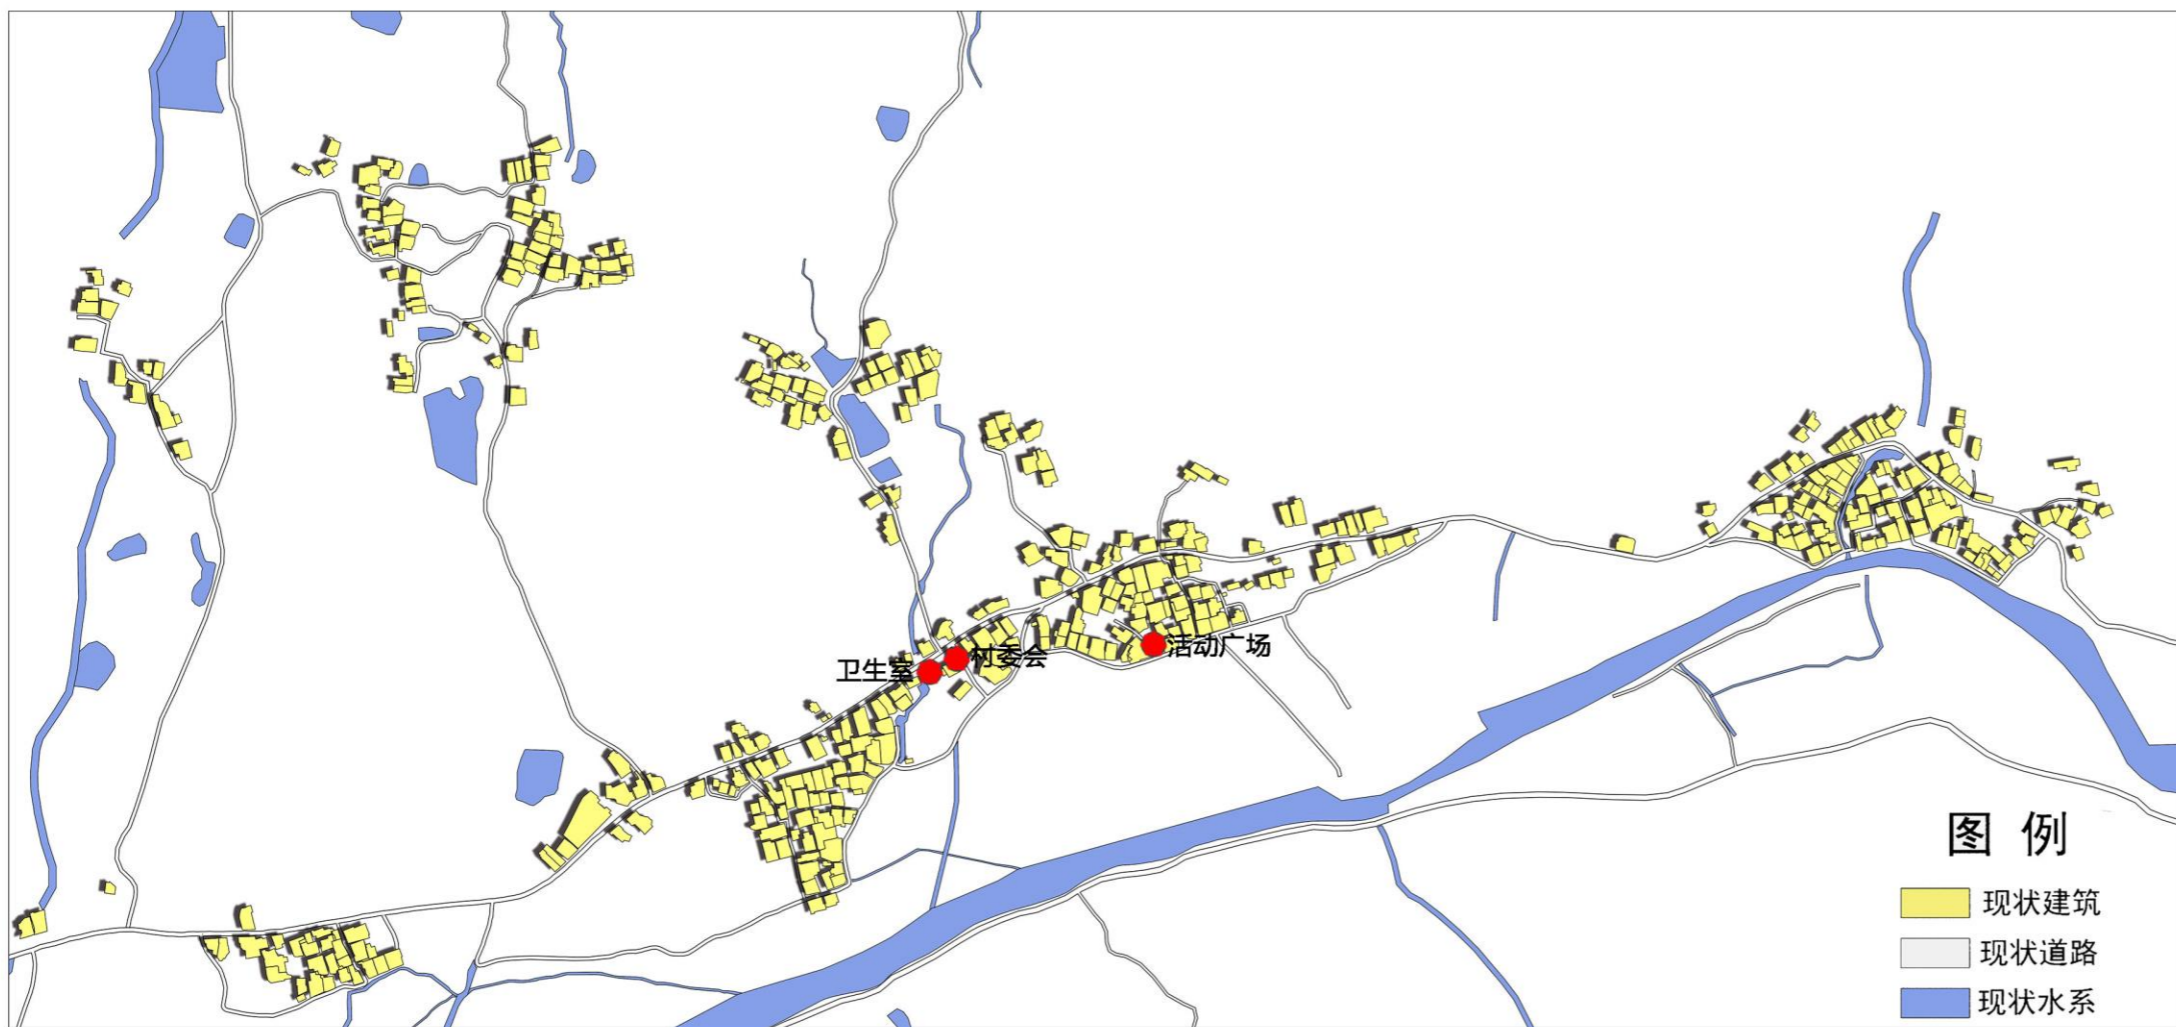 活动广场
村委会
卫生室
图 例
现状建筑
现状道路
现状水系